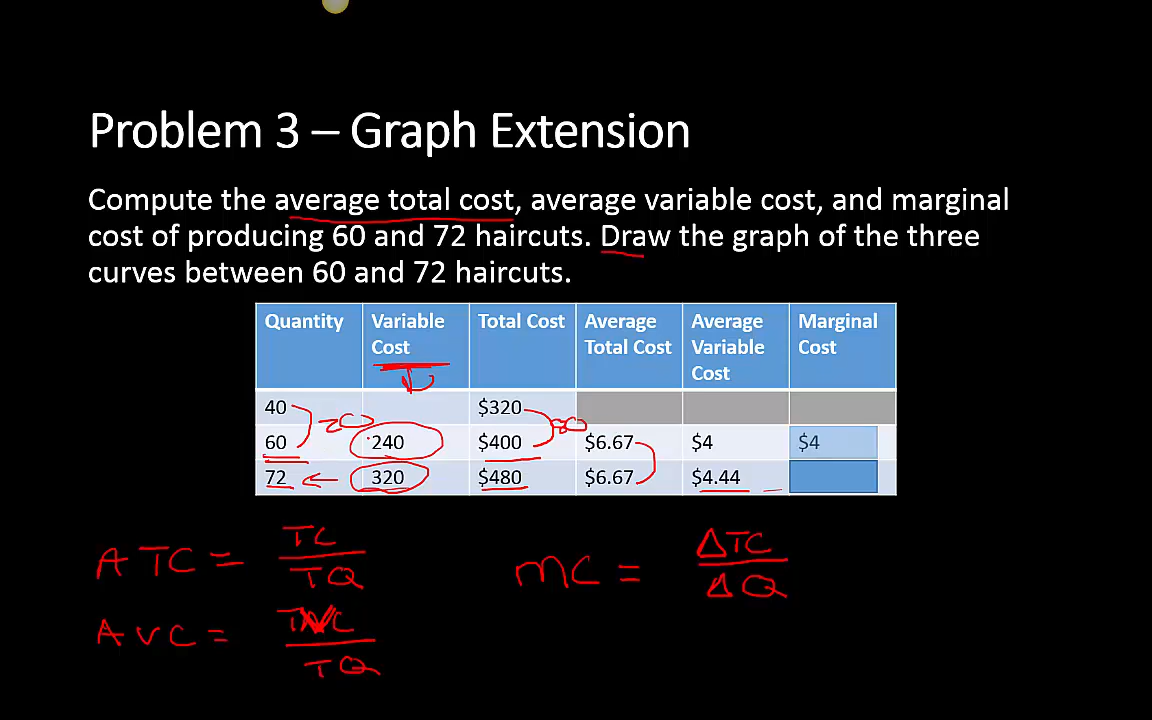 Problem 3 – Graph Extension
Compute the average total cost, average variable cost, and marginal
cost of producing 60 and 72 haircuts. Draw the graph of the three
curves between 60 and 72 haircuts.
Quantity Variable Cost Total Cost Average Total Cost Average Variable Cost Marginal Cost
40 $320
20 80
60 240 $400 $6.67 $4 $4
72 320 $480 $6.67 $4.44
ATC = TC / TQ
MC = ΔTC / ΔQ
AVC = TVC / TQ